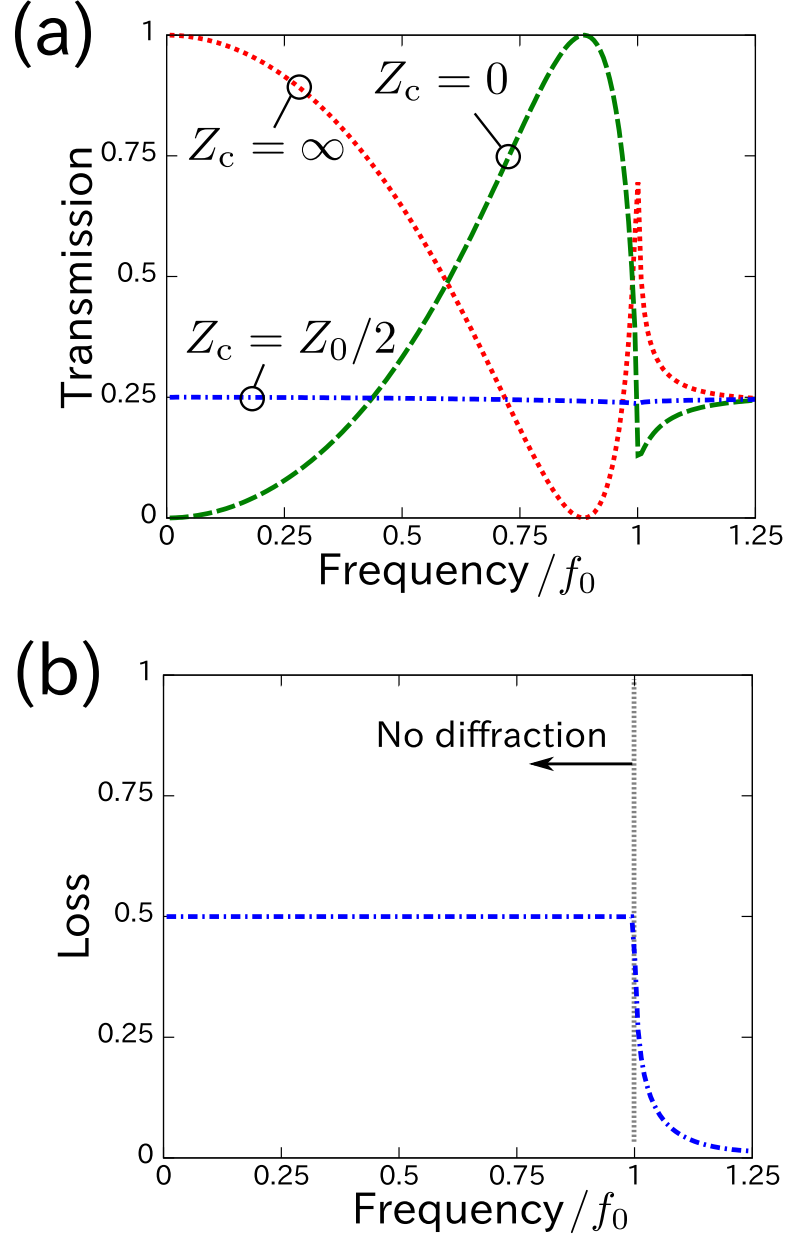 (a)
Transmission
1
0.75
0.5
0.25
0
Z_c = 0
Z_c = ∞
Z_c = Z_0/2
0 0.25 0.5 0.75 1 1.25
Frequency / f_0
(b)
Loss
1
0.75
0.5
0.25
0
No diffraction
0 0.25 0.5 0.75 1 1.25
Frequency / f_0